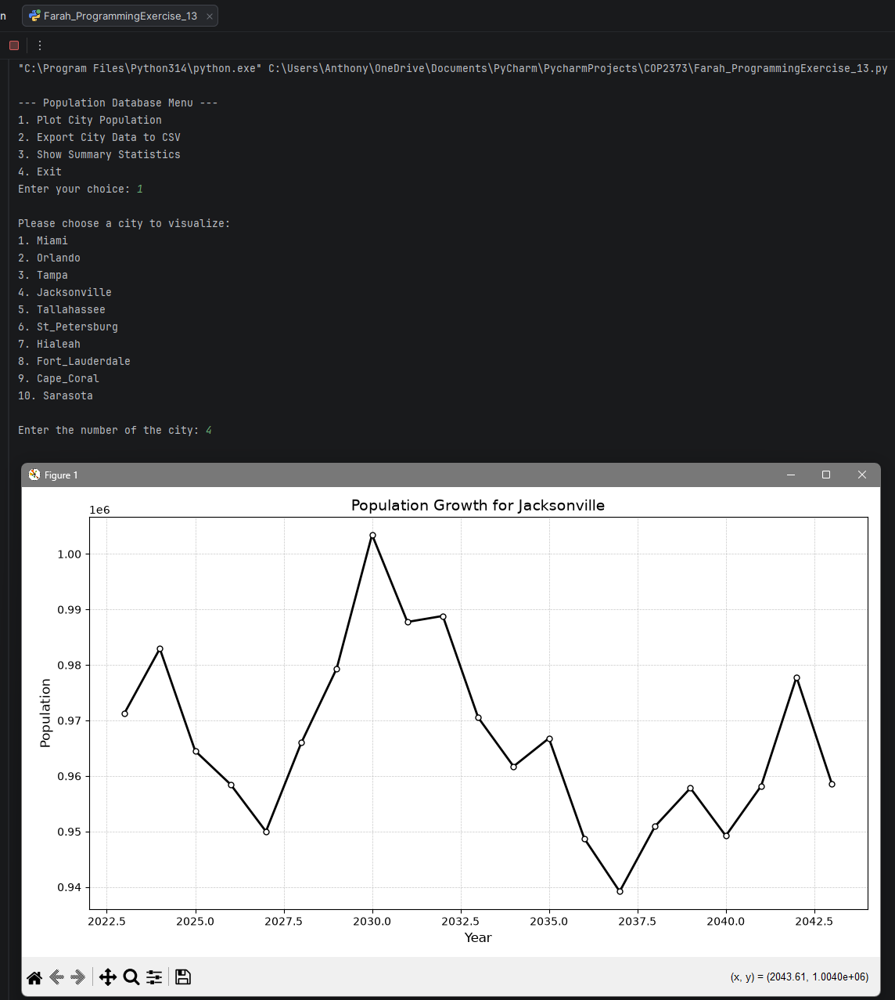 n Farah_ProgrammingExercise_13
"C:\Program Files\Python314\python.exe" C:\Users\Anthony\OneDrive\Documents\PyCharm\PycharmProjects\COP2373\Farah_ProgrammingExercise_13.py
--- Population Database Menu ---
1. Plot City Population
2. Export City Data to CSV
3. Show Summary Statistics
4. Exit
Enter your choice: 1
Please choose a city to visualize:
1. Miami
2. Orlando
3. Tampa
4. Jacksonville
5. Tallahassee
6. St_Petersburg
7. Hialeah
8. Fort_Lauderdale
9. Cape_Coral
10. Sarasota
Enter the number of the city: 4
Figure 1
Population Growth for Jacksonville
1e6
1.00
0.99
0.98
0.97
0.96
0.95
0.94
Population
2022.5 2025.0 2027.5 2030.0 2032.5 2035.0 2037.5 2040.0 2042.5
Year
(x, y) = (2043.61, 1.0040e+06)